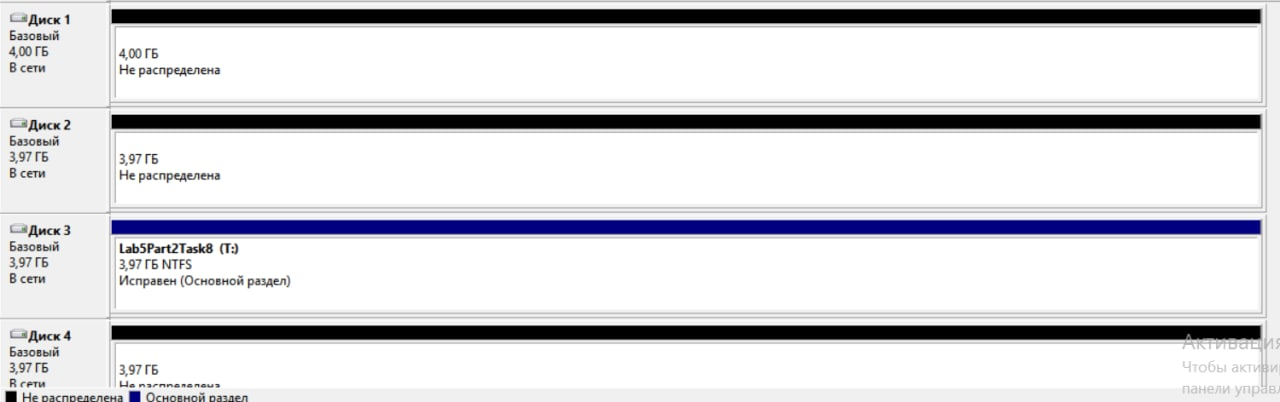 Диск 1
Базовый
4,00 ГБ
В сети
4,00 ГБ
Не распределена
Диск 2
Базовый
3,97 ГБ
В сети
3,97 ГБ
Не распределена
Диск 3
Базовый
3,97 ГБ
В сети
Lab5Part2Task8 (T:)
3,97 ГБ NTFS
Исправен (Основной раздел)
Диск 4
Базовый
3,97 ГБ
В сети
3,97 ГБ
Не распределена
Активация
Чтобы активи
панели управл
Не распределена Основной раздел